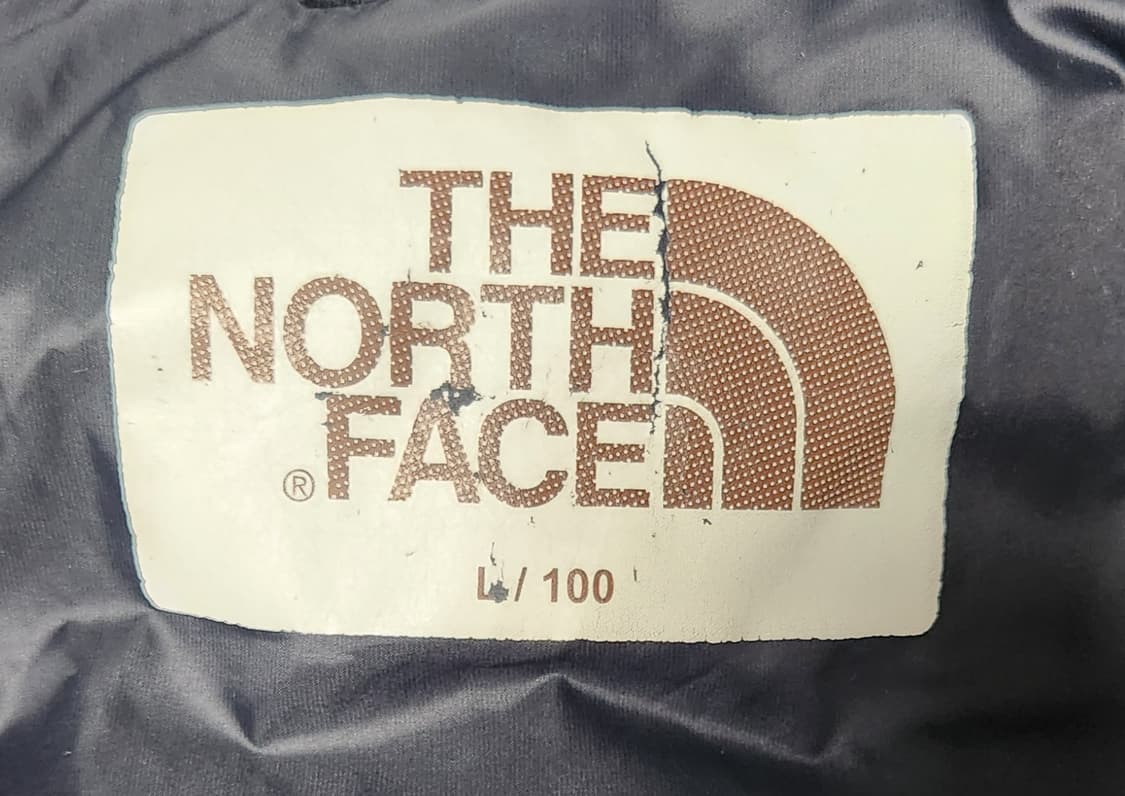 THE
NORTH
FACE
®
L / 100